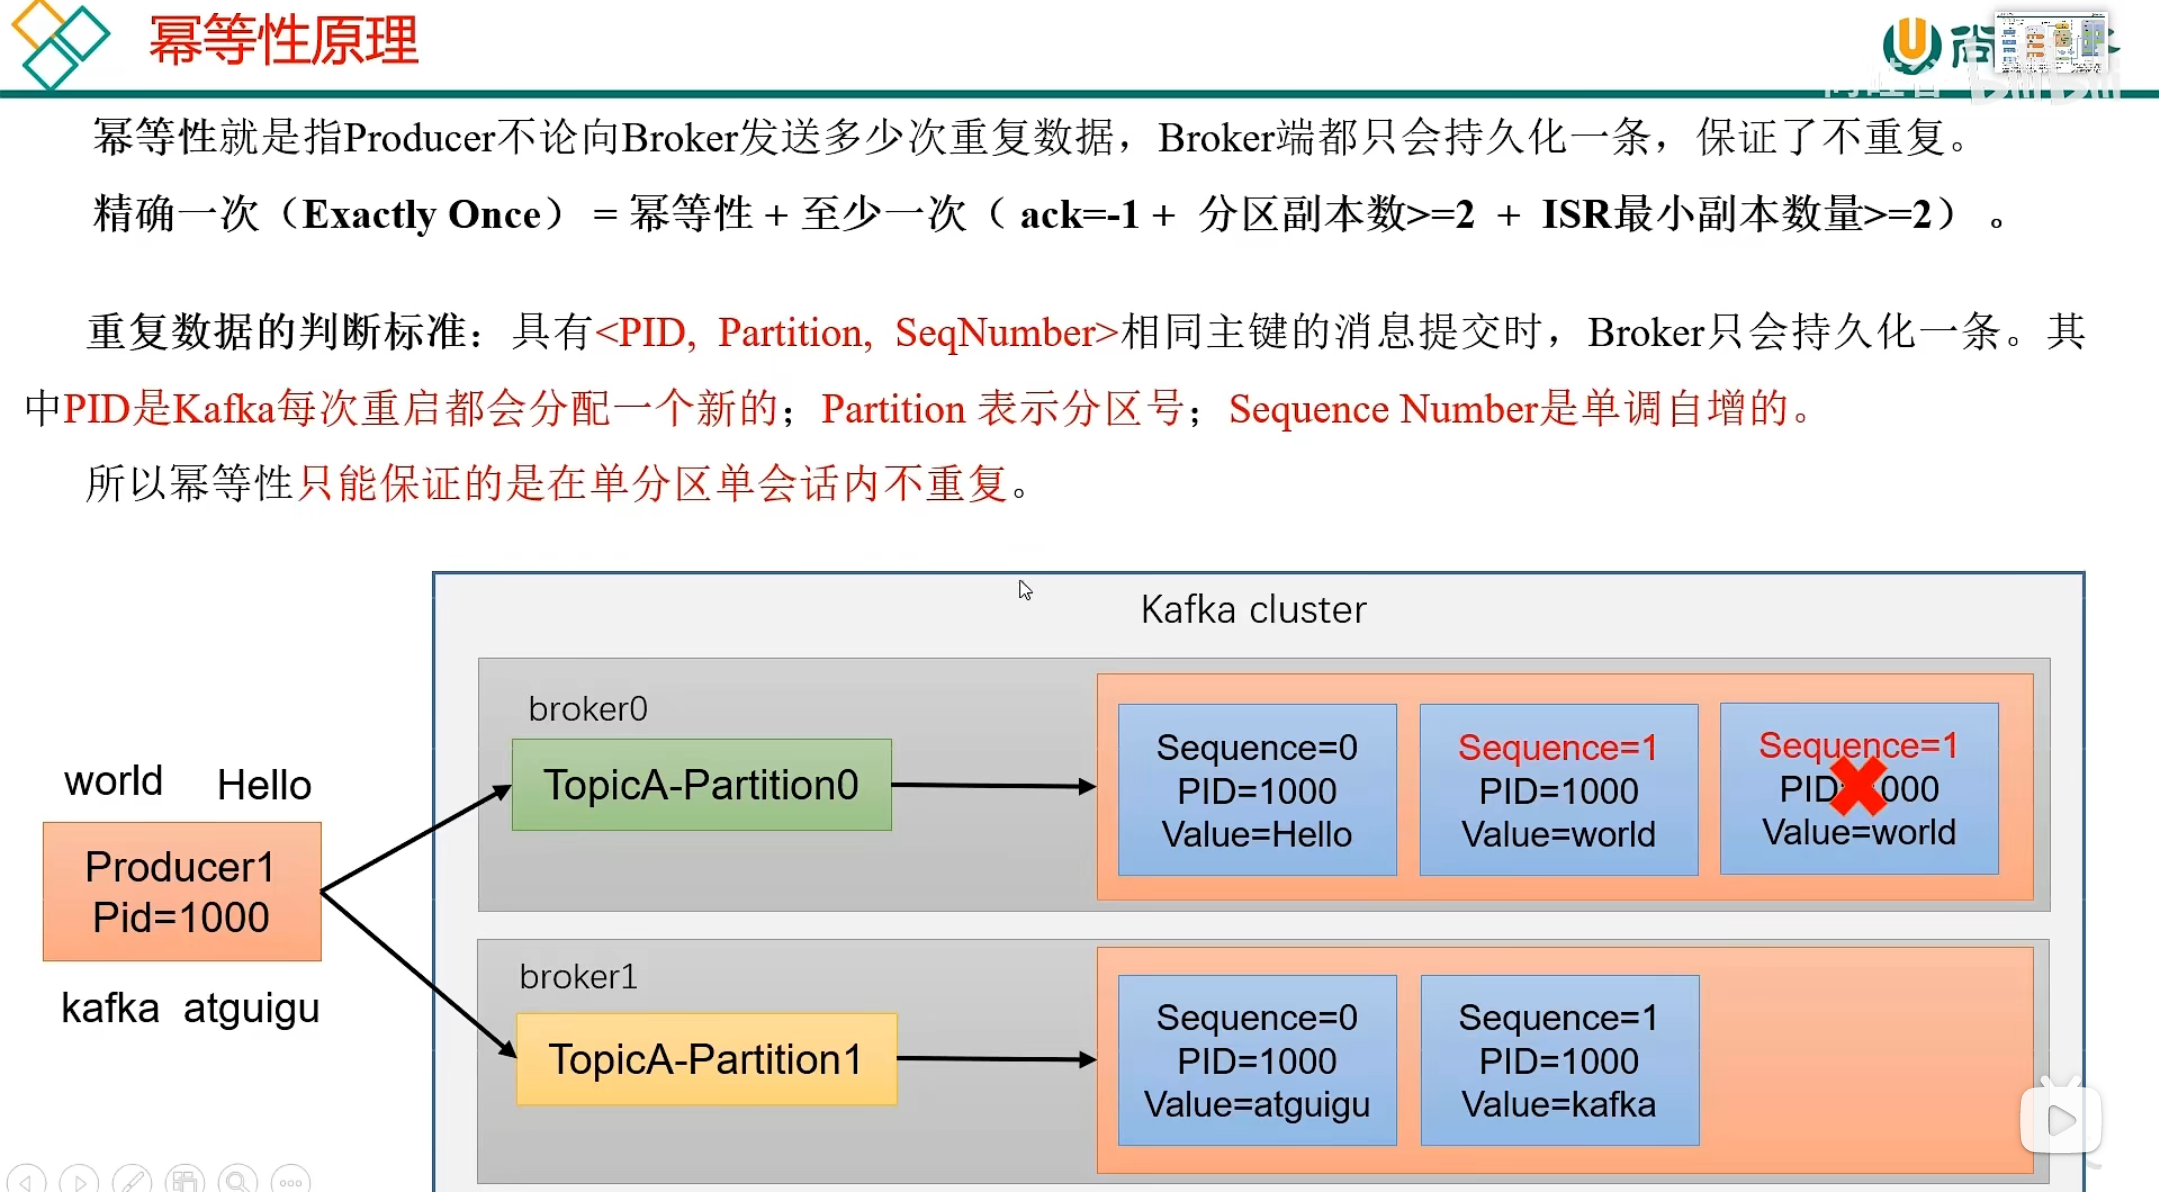 幂等性原理
尚
幂等性就是指Producer不论向Broker发送多少次重复数据，Broker端都只会持久化一条，保证了不重复。
精确一次（Exactly Once） = 幂等性 + 至少一次（ ack=-1 + 分区副本数>=2 + ISR最小副本数量>=2） 。
重复数据的判断标准：具有<PID, Partition, SeqNumber>相同主键的消息提交时，Broker只会持久化一条。其
中PID是Kafka每次重启都会分配一个新的；Partition 表示分区号；Sequence Number是单调自增的。
所以幂等性只能保证的是在单分区单会话内不重复。
Kafka cluster
world Hello
Producer1
Pid=1000
kafka atguigu
broker0
TopicA-Partition0
Sequence=0
PID=1000
Value=Hello
Sequence=1
PID=1000
Value=world
Sequence=1
PID 000
Value=world
broker1
TopicA-Partition1
Sequence=0
PID=1000
Value=atguigu
Sequence=1
PID=1000
Value=kafka